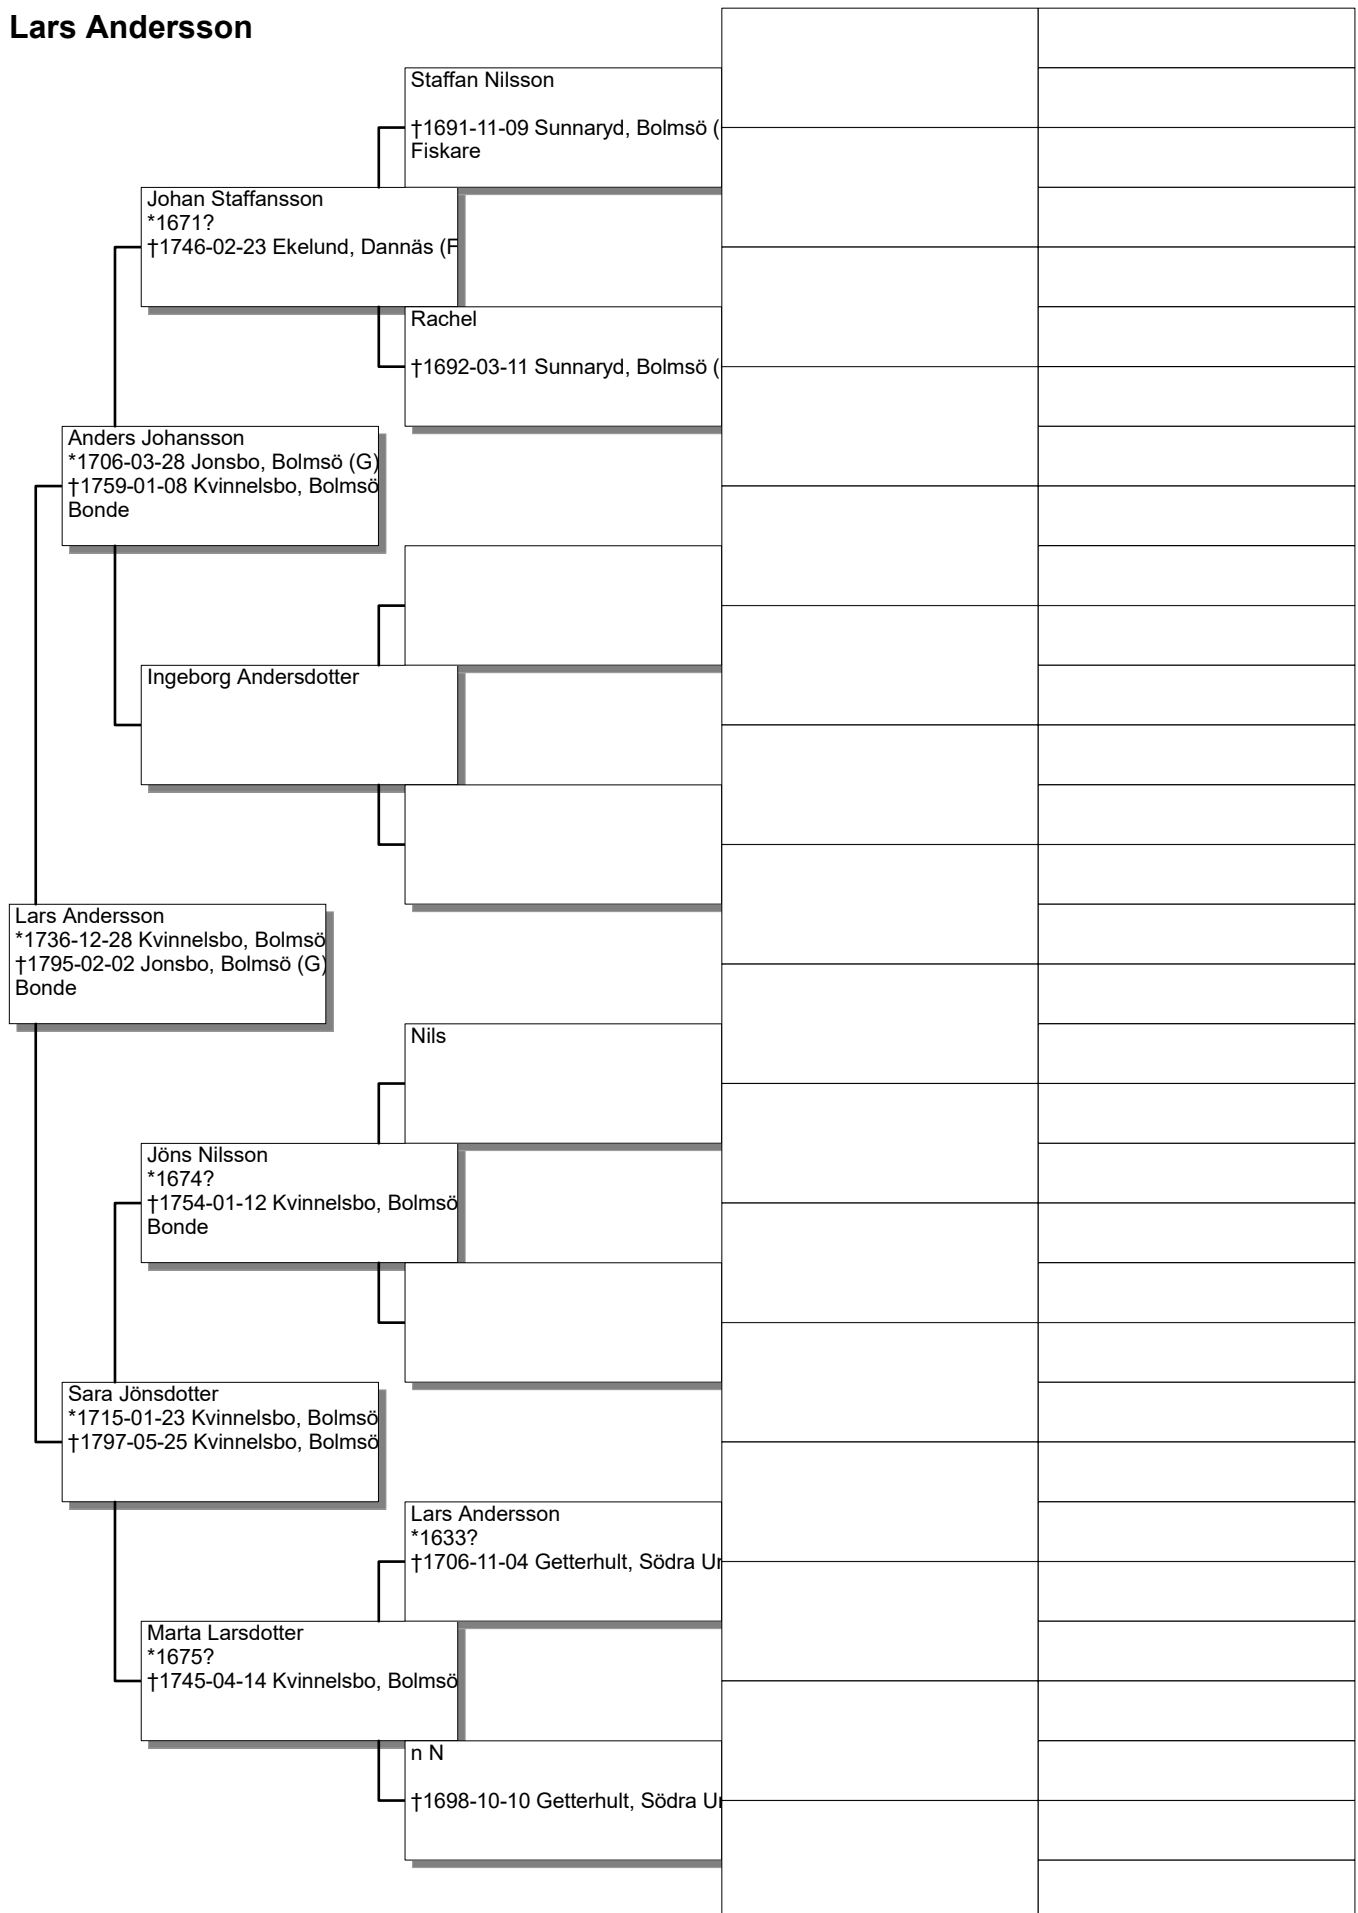 Lars Andersson
Staffan Nilsson
†1691-11-09 Sunnaryd, Bolmsö (
Fiskare
Johan Staffansson
*1671?
†1746-02-23 Ekelund, Dannäs (F
Rachel
†1692-03-11 Sunnaryd, Bolmsö (
Anders Johansson
*1706-03-28 Jonsbo, Bolmsö (G)
†1759-01-08 Kvinnelsbo, Bolmsö
Bonde
Ingeborg Andersdotter
Lars Andersson
*1736-12-28 Kvinnelsbo, Bolmsö
†1795-02-02 Jonsbo, Bolmsö (G)
Bonde
Nils
Jöns Nilsson
*1674?
†1754-01-12 Kvinnelsbo, Bolmsö
Bonde
Sara Jönsdotter
*1715-01-23 Kvinnelsbo, Bolmsö
†1797-05-25 Kvinnelsbo, Bolmsö
Lars Andersson
*1633?
†1706-11-04 Getterhult, Södra
Marta Larsdotter
*1675?
†1745-04-14 Kvinnelsbo, Bolmsö
n N
†1698-10-10 Getterhult, Södra